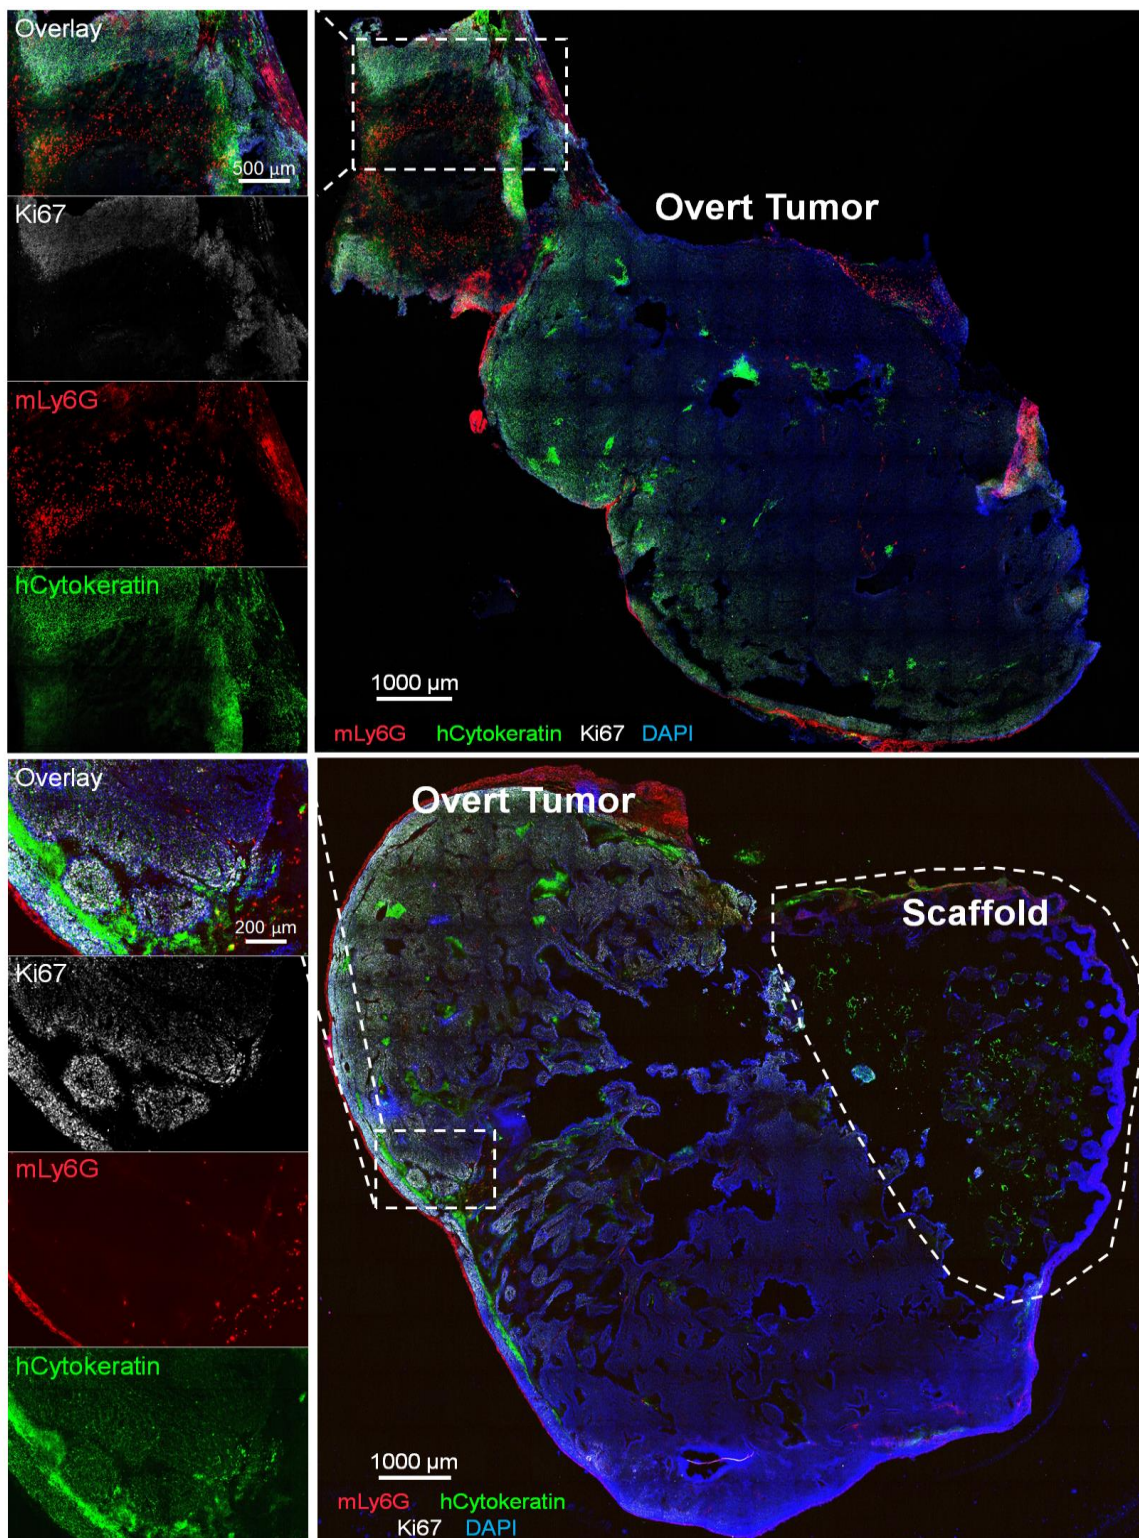 Overlay
500 µm
Ki67
mLy6G
hCytokeratin
Overt Tumor
1000 µm
mLy6G hCytokeratin Ki67 DAPI
Overlay
200 µm
Ki67
mLy6G
hCytokeratin
Overt Tumor
Scaffold
1000 µm
mLy6G hCytokeratin
Ki67 DAPI